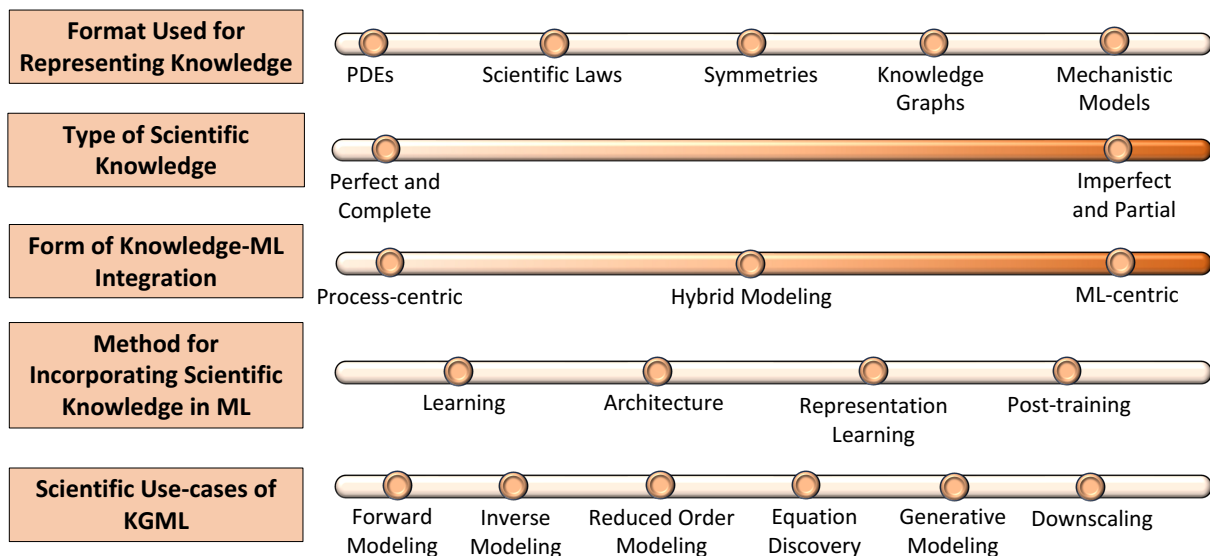 Format Used for
Representing Knowledge
PDEs
Scientific Laws
Symmetries
Knowledge
Graphs
Mechanistic
Models
Type of Scientific
Knowledge
Perfect and
Complete
Imperfect
and Partial
Form of Knowledge-ML
Integration
Process-centric
Hybrid Modeling
ML-centric
Method for
Incorporating Scientific
Knowledge in ML
Learning
Architecture
Representation
Learning
Post-training
Scientific Use-cases of
KGML
Forward
Modeling
Inverse
Modeling
Reduced Order
Modeling
Equation
Discovery
Generative
Modeling
Downscaling